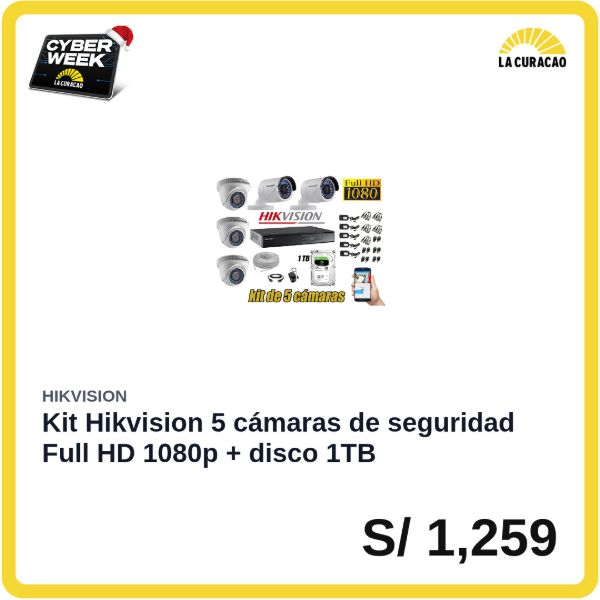 CYBER
WEEK
LA CURACAO
LA CURACAO
Full HD
1080
HIKVISION
1 TB
kit de 5 cámaras
HIKVISION
Kit Hikvision 5 cámaras de seguridad
Full HD 1080p + disco 1TB
S/ 1,259